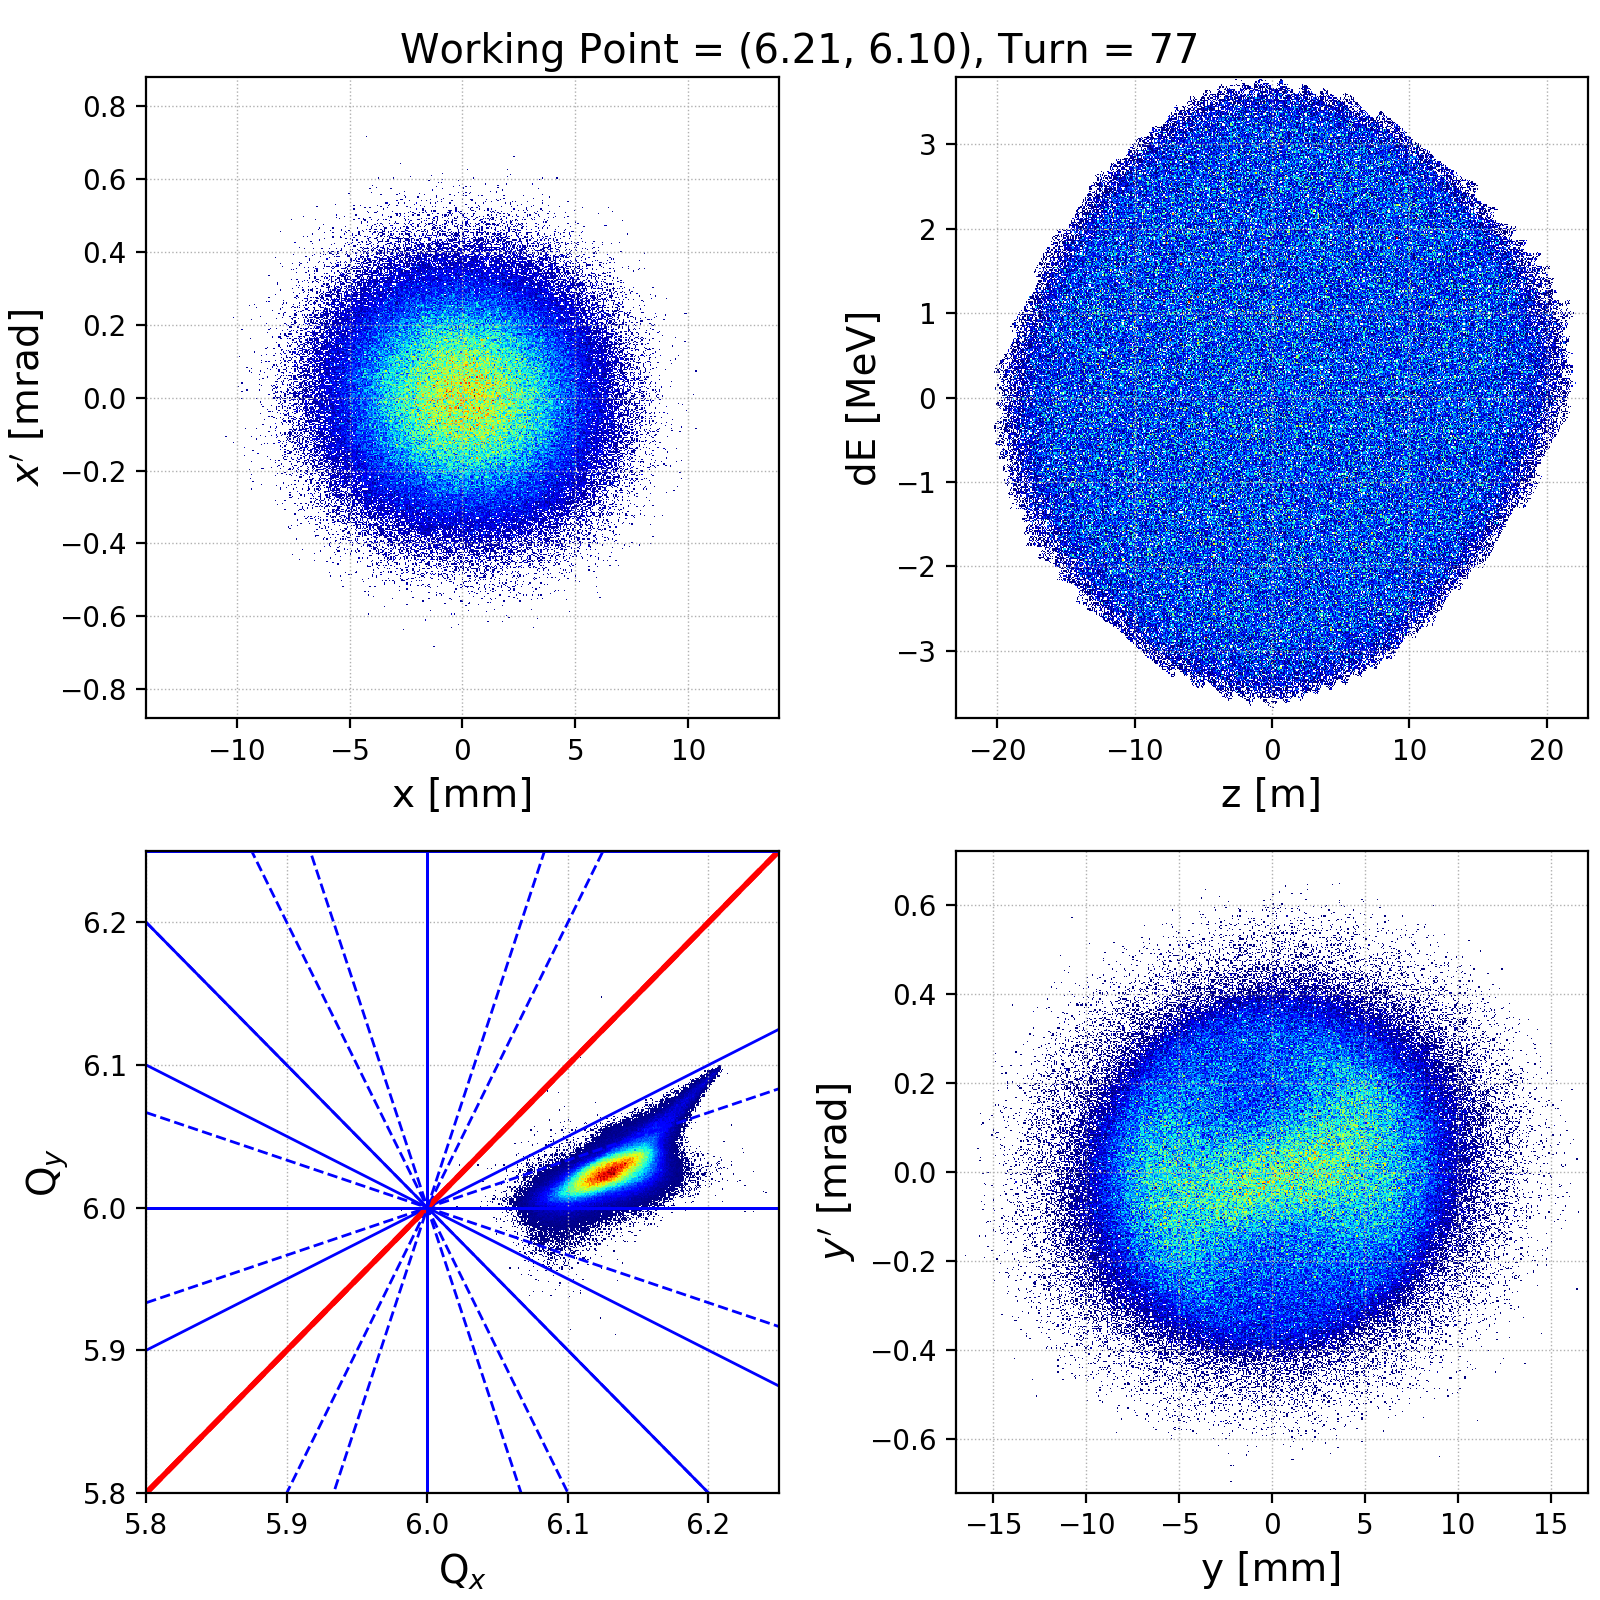 Working Point = (6.21, 6.10), Turn = 77
0.8
0.6
0.4
0.2
0.0
−0.2
−0.4
−0.6
−0.8
x′ [mrad]
−10 −5 0 5 10
x [mm]
3
2
1
0
−1
−2
−3
dE [MeV]
−20 −10 0 10 20
z [m]
6.2
6.1
6.0
5.9
5.8
Qy
5.8 5.9 6.0 6.1 6.2
Qx
0.6
0.4
0.2
0.0
−0.2
−0.4
−0.6
y′ [mrad]
−15 −10 −5 0 5 10 15
y [mm]